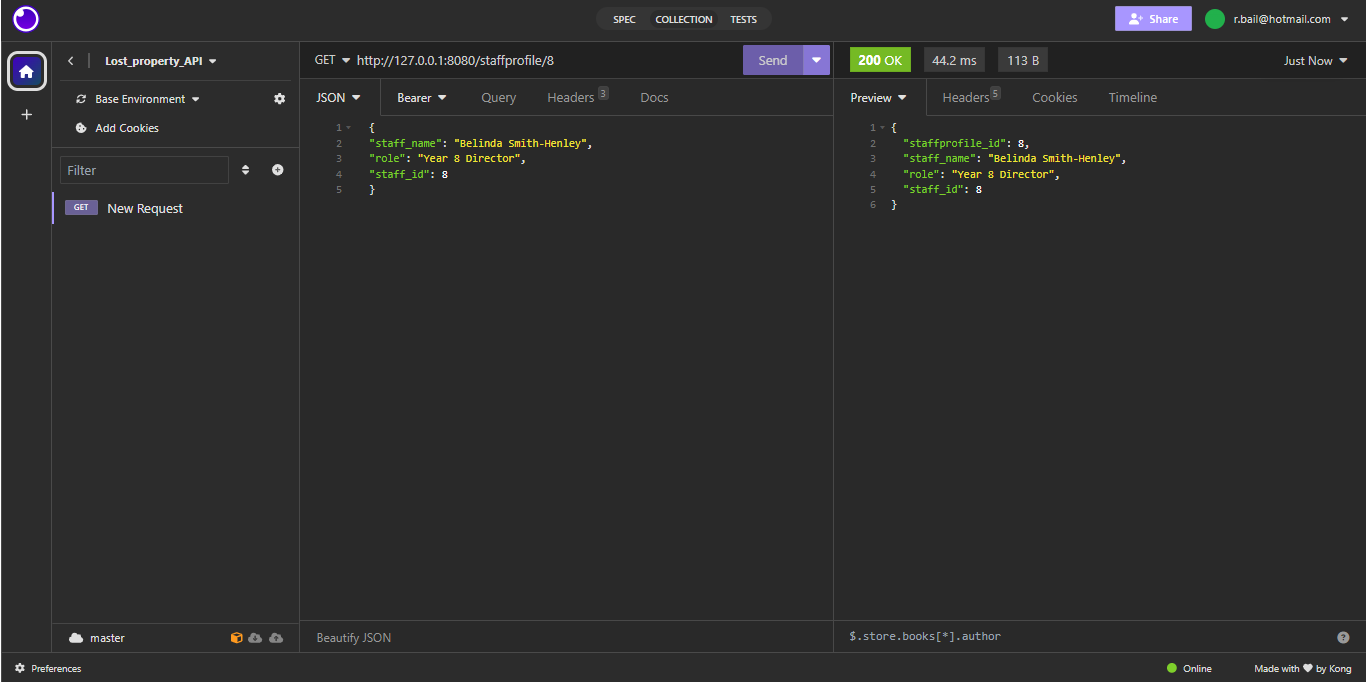 SPEC COLLECTION TESTS
Share
r.bail@hotmail.com
Lost_property_API
Base Environment
Add Cookies
Filter
GET New Request
master
GET http://127.0.0.1:8080/staffprofile/8
Send
JSON Bearer Query Headers 3 Docs
1 {
2 "staff_name": "Belinda Smith-Henley",
3 "role": "Year 8 Director",
4 "staff_id": 8
5 }
Beautify JSON
200 OK 44.2 ms 113 B Just Now
Preview Headers 5 Cookies Timeline
1 {
2 "staffprofile_id": 8,
3 "staff_name": "Belinda Smith-Henley",
4 "role": "Year 8 Director",
5 "staff_id": 8
6 }
$.store.books[*].author
?
Preferences
Online
Made with ♥ by Kong